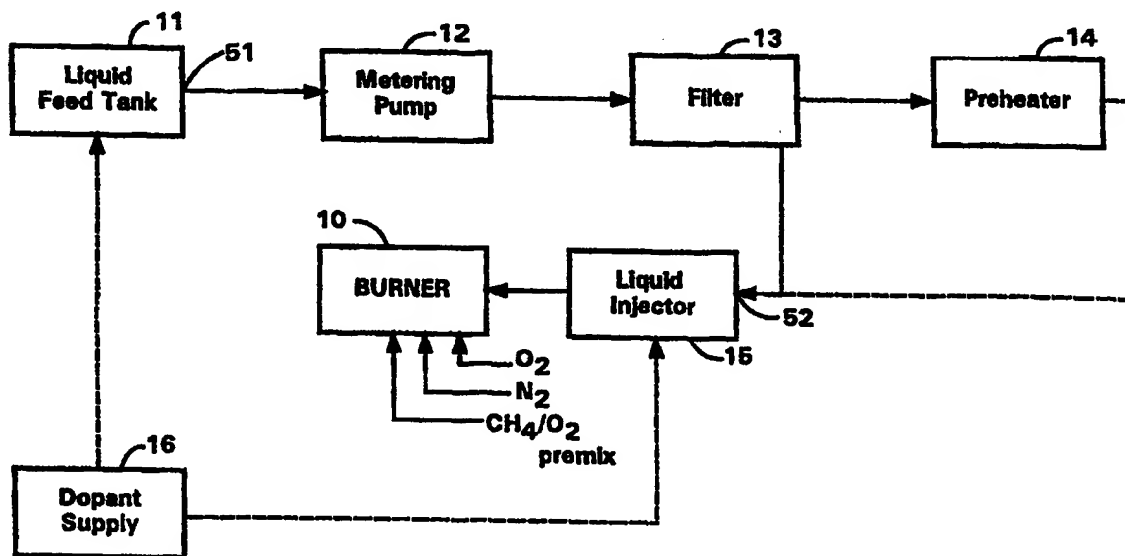 11
51
Liquid
Feed Tank
12
Metering
Pump
13
Filter
14
Preheater
10
BURNER
Liquid
Injector
52
15
O2
N2
CH4/O2
premix
16
Dopant
Supply